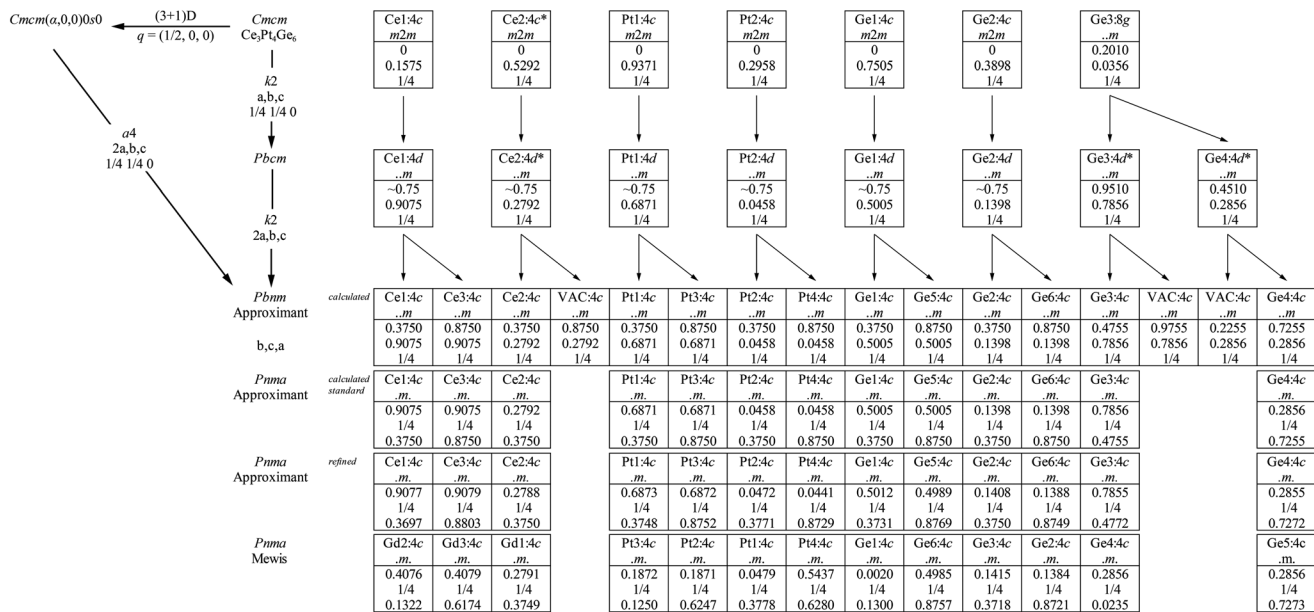 Cmcm(α,0,0)0s0 (3+1)D Cmcm
q = (1/2, 0, 0) Ce₃Pt₄Ge₆
k2
a,b,c
1/4 1/4 0
a4
2a,b,c
1/4 1/4 0
Ce1:4c Ce2:4c* Pt1:4c Pt2:4c Ge1:4c Ge2:4c Ge3:8g
m2m m2m m2m m2m m2m m2m ..m
0 0 0 0 0 0 0.2010
0.1575 0.5292 0.9371 0.2958 0.7505 0.3898 0.0356
1/4 1/4 1/4 1/4 1/4 1/4 1/4
Pbcm
k2
2a,b,c
Ce1:4d Ce2:4d* Pt1:4d Pt2:4d Ge1:4d Ge2:4d Ge3:4d* Ge4:4d*
..m ..m ..m ..m ..m ..m ..m ..m
~0.75 ~0.75 ~0.75 ~0.75 ~0.75 ~0.75 0.9510 0.4510
0.9075 0.2792 0.6871 0.0458 0.5005 0.1398 0.7856 0.2856
1/4 1/4 1/4 1/4 1/4 1/4 1/4 1/4
Pbnm calculated Ce1:4c Ce3:4c Ce2:4c VAC:4c Pt1:4c Pt3:4c Pt2:4c Pt4:4c Ge1:4c Ge5:4c Ge2:4c Ge6:4c Ge3:4c VAC:4c VAC:4c Ge4:4c
Approximant ..m ..m ..m ..m ..m ..m ..m ..m ..m ..m ..m ..m ..m ..m ..m ..m
0.3750 0.8750 0.3750 0.8750 0.3750 0.8750 0.3750 0.8750 0.3750 0.8750 0.3750 0.8750 0.4755 0.9755 0.2255 0.7255
b,c,a 0.9075 0.9075 0.2792 0.2792 0.6871 0.6871 0.0458 0.0458 0.5005 0.5005 0.1398 0.1398 0.7856 0.7856 0.2856 0.2856
1/4 1/4 1/4 1/4 1/4 1/4 1/4 1/4 1/4 1/4 1/4 1/4 1/4 1/4 1/4 1/4
Pnma calculated Ce1:4c Ce3:4c Ce2:4c Pt1:4c Pt3:4c Pt2:4c Pt4:4c Ge1:4c Ge5:4c Ge2:4c Ge6:4c Ge3:4c Ge4:4c
Approximant standard .m. .m. .m. .m. .m. .m. .m. .m. .m. .m. .m. .m. .m.
0.9075 0.9075 0.2792 0.6871 0.6871 0.0458 0.0458 0.5005 0.5005 0.1398 0.1398 0.7856 0.2856
1/4 1/4 1/4 1/4 1/4 1/4 1/4 1/4 1/4 1/4 1/4 1/4 1/4
0.3750 0.8750 0.3750 0.3750 0.8750 0.3750 0.8750 0.3750 0.8750 0.3750 0.8750 0.4755 0.7255
Pnma refined Ce1:4c Ce3:4c Ce2:4c Pt1:4c Pt3:4c Pt2:4c Pt4:4c Ge1:4c Ge5:4c Ge2:4c Ge6:4c Ge3:4c Ge4:4c
Approximant .m. .m. .m. .m. .m. .m. .m. .m. .m. .m. .m. .m. .m.
0.9077 0.9079 0.2788 0.6873 0.6872 0.0472 0.0441 0.5012 0.4989 0.1408 0.1388 0.7855 0.2855
1/4 1/4 1/4 1/4 1/4 1/4 1/4 1/4 1/4 1/4 1/4 1/4 1/4
0.3697 0.8803 0.3750 0.3748 0.8752 0.3771 0.8729 0.3731 0.8769 0.3750 0.8749 0.4772 0.7272
Pnma Gd2:4c Gd3:4c Gd1:4c Pt3:4c Pt2:4c Pt1:4c Pt4:4c Ge1:4c Ge6:4c Ge3:4c Ge2:4c Ge4:4c Ge5:4c
Mewis .m. .m. .m. .m. .m. .m. .m. .m. .m. .m. .m. .m. .m.
0.4076 0.4079 0.2791 0.1872 0.1871 0.0479 0.5437 0.0020 0.4985 0.1415 0.1384 0.2856 0.2856
1/4 1/4 1/4 1/4 1/4 1/4 1/4 1/4 1/4 1/4 1/4 1/4 1/4
0.1322 0.6174 0.3749 0.1250 0.6247 0.3778 0.6280 0.1300 0.8757 0.3718 0.8721 0.0235 0.7273